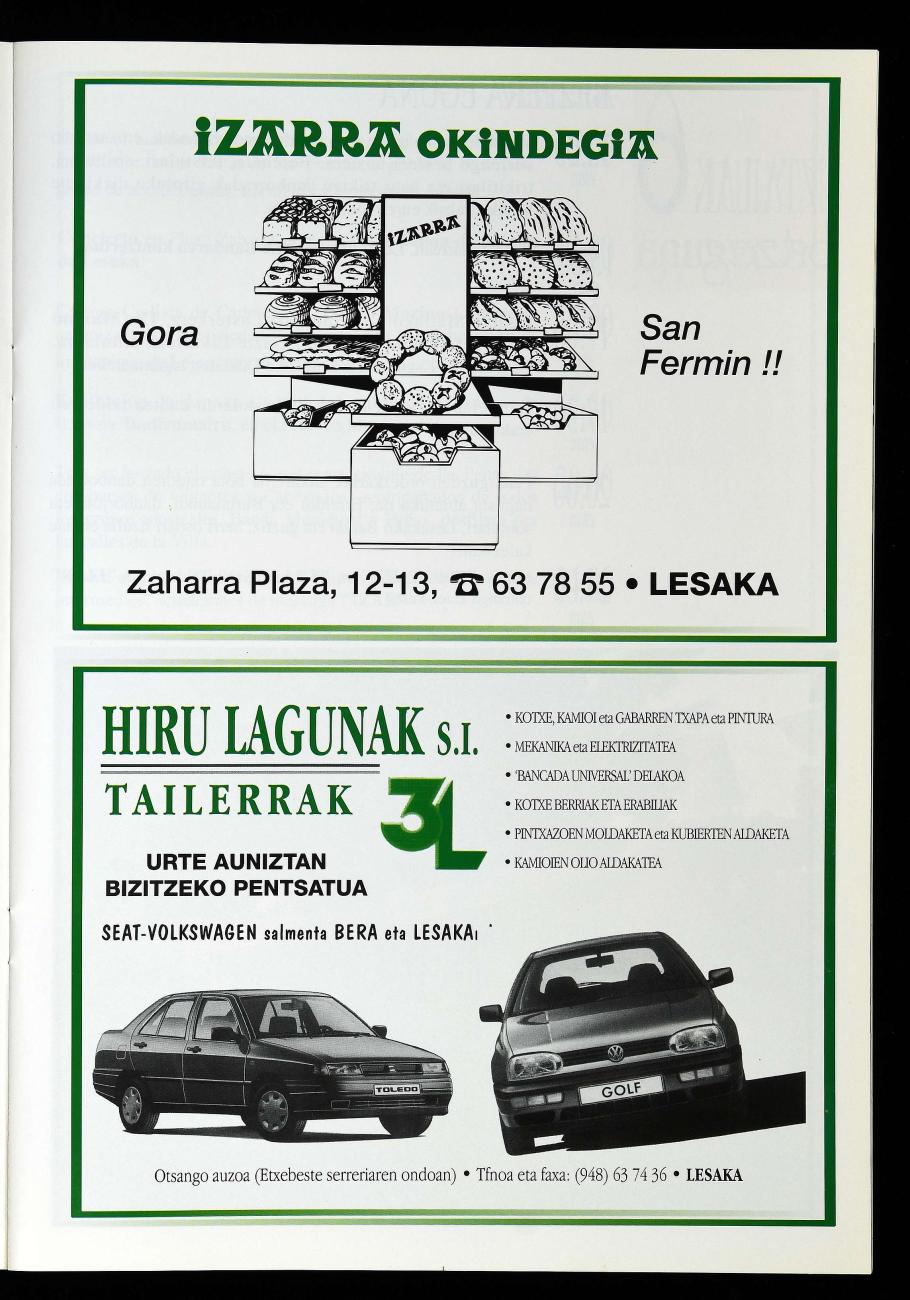 iZARRA OKiNDEGiA
iZARRA
Gora
San
Fermin !!
Zaharra Plaza, 12-13, ☎ 63 78 55 • LESAKA
HIRU LAGUNAK S.I.
TAILERRAK
3L
URTE AUNIZTAN
BIZITZEKO PENTSATUA
SEAT-VOLKSWAGEN salmenta BERA eta LESAKAı
• KOTXE, KAMIOI eta GABARREN TXAPA eta PINTURA
• MEKANIKA eta ELEKTRIZITATEA
• ‘BANCADA UNIVERSAL’ DELAKOA
• KOTXE BERRIAK ETA ERABILIAK
• PINTXAZOEN MOLDAKETA eta KUBIERTEN ALDAKETA
• KAMIOIEN OLIO ALDAKATEA
TOLEDO
GOLF
Otsango auzoa (Etxebeste serreriaren ondoan) • Tfnoa eta faxa: (948) 63 74 36 • LESAKA